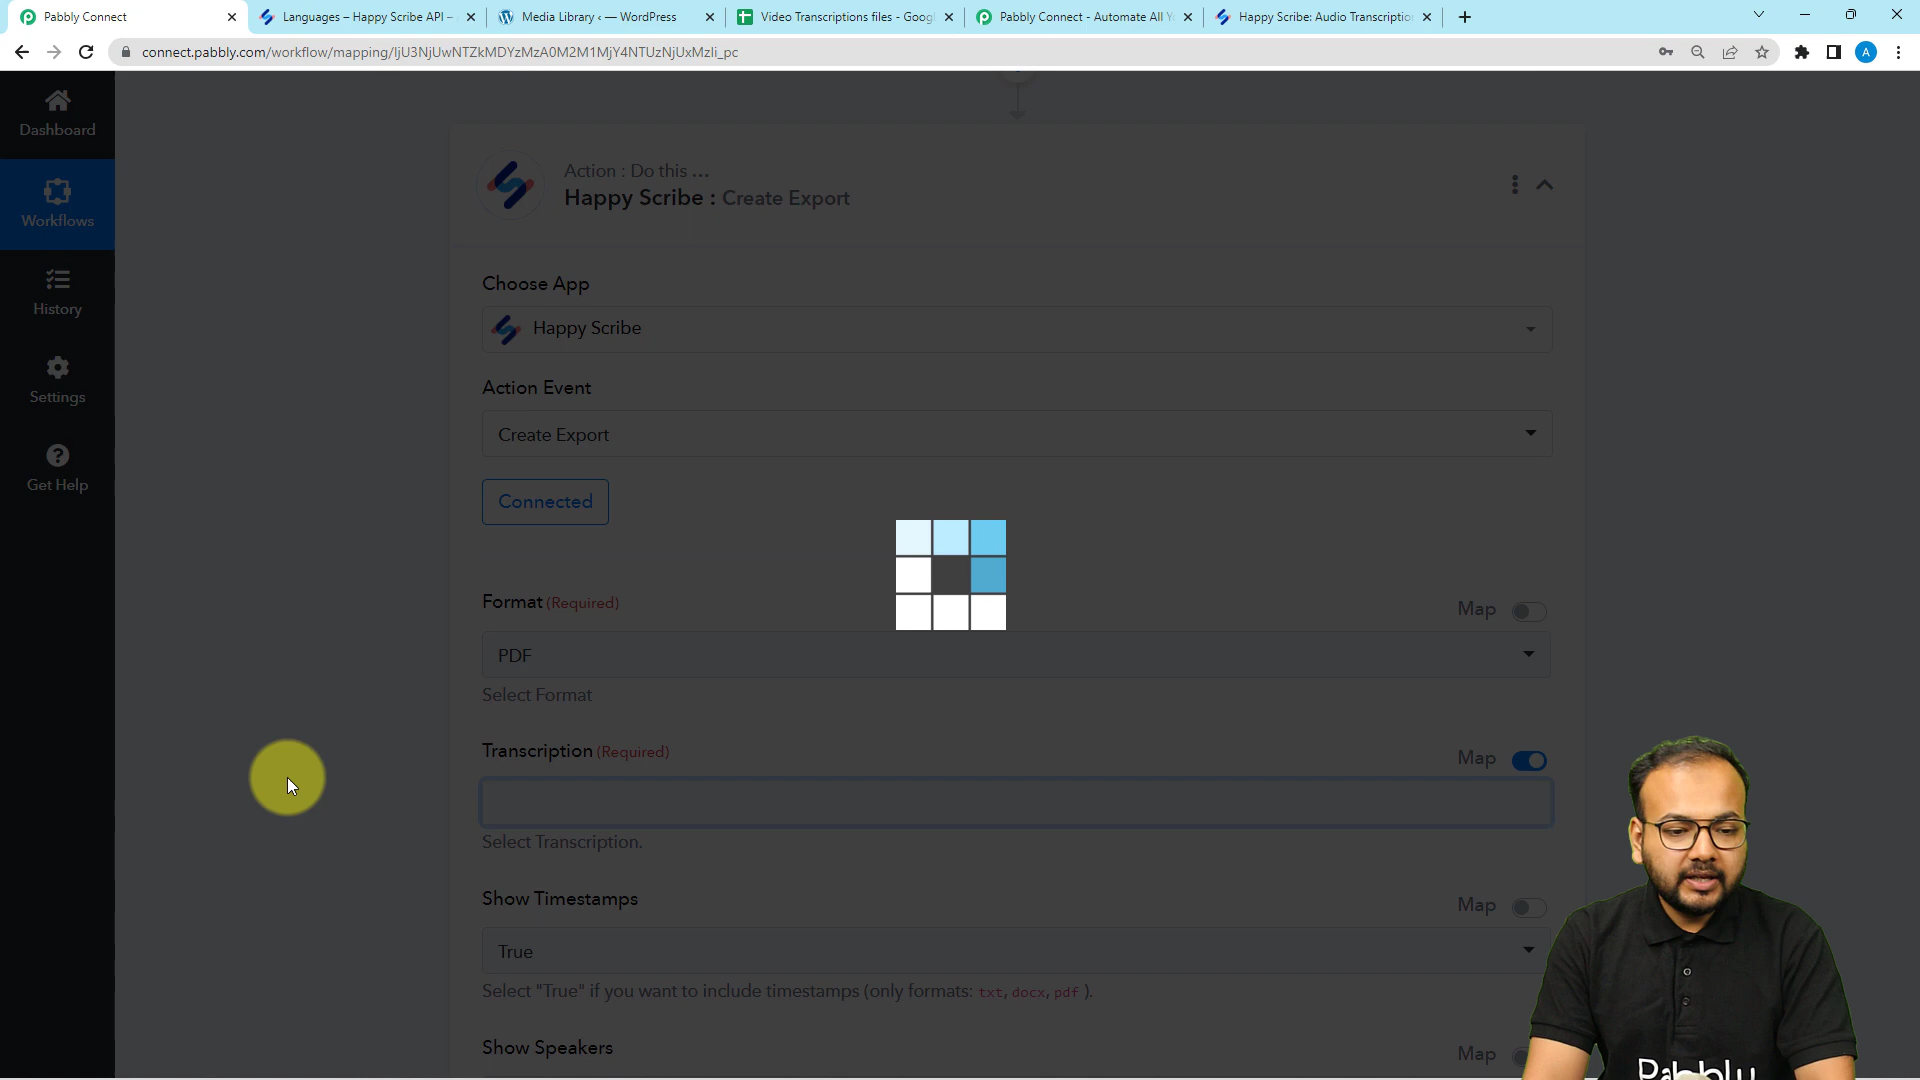 Pabbly Connect
Languages – Happy Scribe API –
Media Library ‹ — WordPress
Video Transcriptions files - Goog
Pabbly Connect - Automate All Y
Happy Scribe: Audio Transcriptio
connect.pabbly.com/workflow/mapping/IjU3NjUwNTZkMDYzMzA0M2M1MjY4NTUzNjUxMzIi_pc
A
Dashboard
Workflows
History
Settings
Get Help
Action : Do this ...
Happy Scribe : Create Export
Choose App
Happy Scribe
Action Event
Create Export
Connected
Format (Required)
Map
PDF
Select Format
Transcription (Required)
Map
Select Transcription.
Show Timestamps
Map
True
Select "True" if you want to include timestamps (only formats: txt, docx, pdf ).
Show Speakers
Map
Pabbly